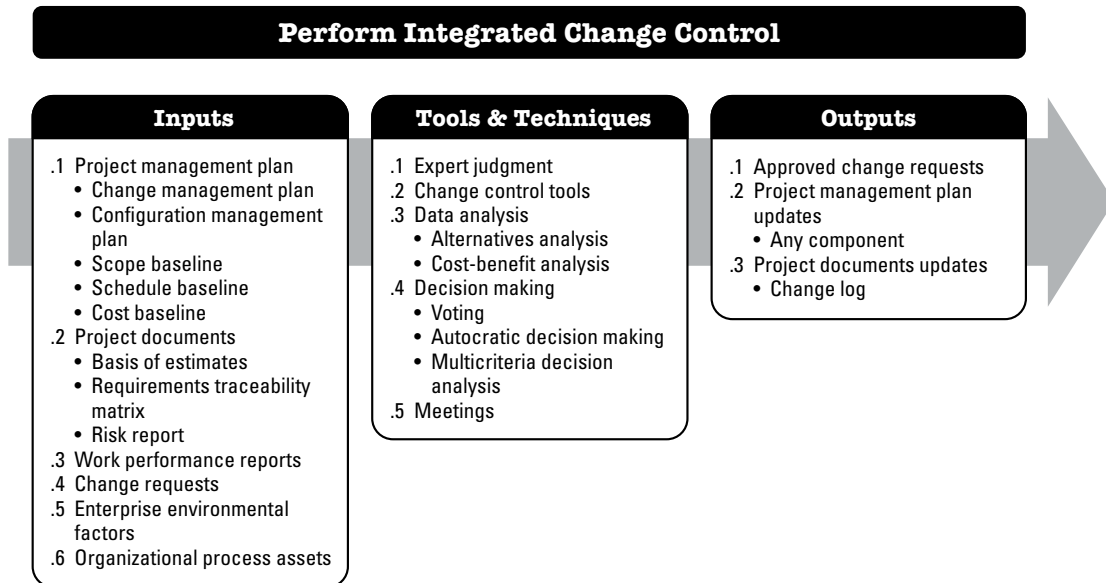 Perform Integrated Change Control
Inputs
.1 Project management plan
• Change management plan
• Configuration management
plan
• Scope baseline
• Schedule baseline
• Cost baseline
.2 Project documents
• Basis of estimates
• Requirements traceability
matrix
• Risk report
.3 Work performance reports
.4 Change requests
.5 Enterprise environmental
factors
.6 Organizational process assets
Tools & Techniques
.1 Expert judgment
.2 Change control tools
.3 Data analysis
• Alternatives analysis
• Cost-benefit analysis
.4 Decision making
• Voting
• Autocratic decision making
• Multicriteria decision
analysis
.5 Meetings
Outputs
.1 Approved change requests
.2 Project management plan
updates
• Any component
.3 Project documents updates
• Change log